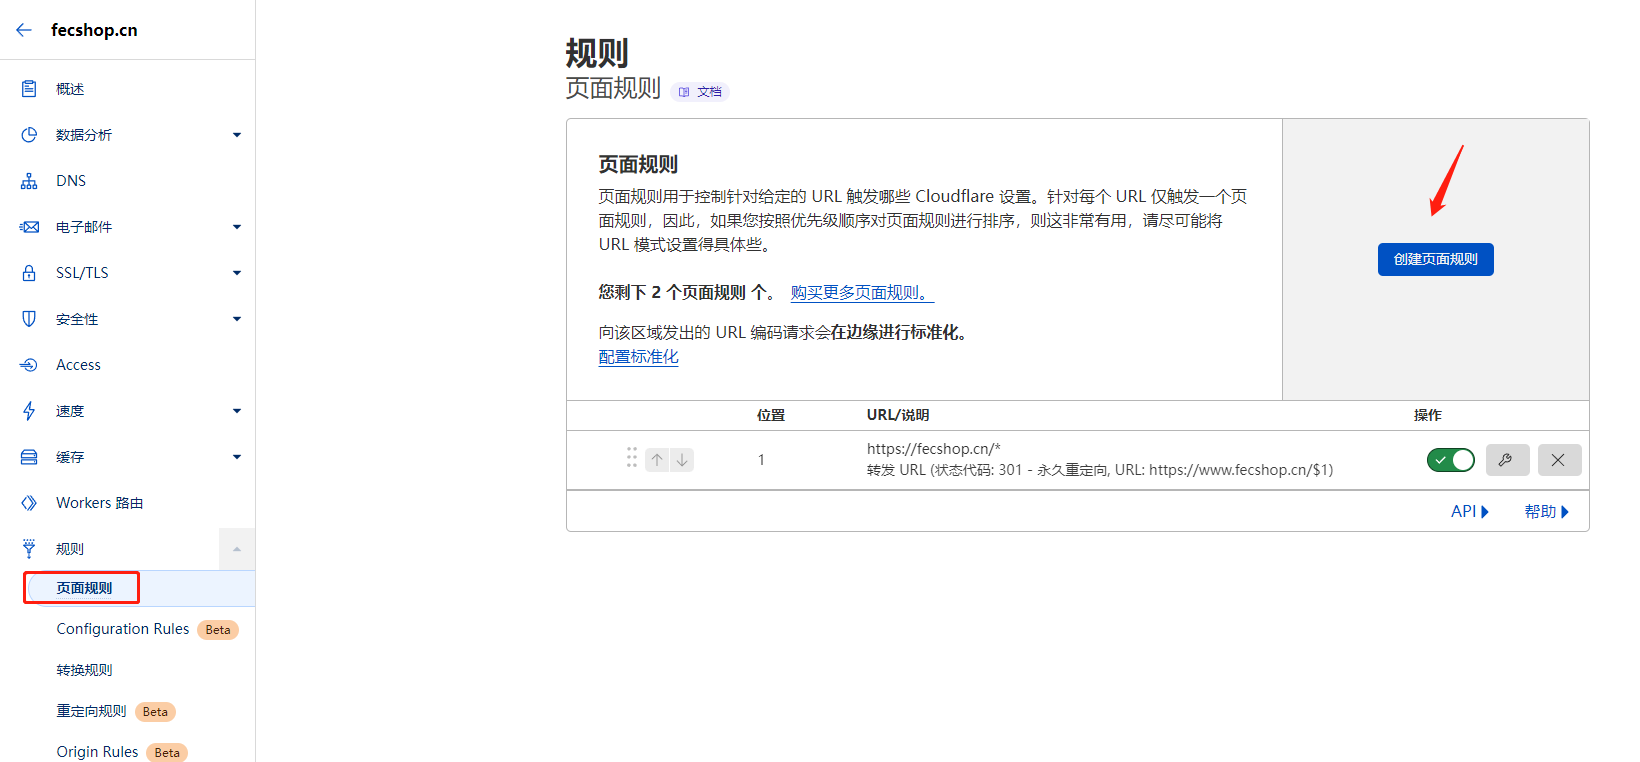 fecshop.cn
概述
数据分析
DNS
电子邮件
SSL/TLS
安全性
Access
速度
缓存
Workers 路由
规则
页面规则
Configuration Rules Beta
转换规则
重定向规则 Beta
Origin Rules Beta
规则
页面规则 文档
页面规则
页面规则用于控制针对给定的 URL 触发哪些 Cloudflare 设置。针对每个 URL 仅触发一个页
面规则，因此，如果您按照优先级顺序对页面规则进行排序，则这非常有用，请尽可能将
URL 模式设置得具体些。
您剩下 2 个页面规则 个。 购买更多页面规则。
向该区域发出的 URL 编码请求会在边缘进行标准化。
配置标准化
创建页面规则
位置 URL/说明 操作
1 https://fecshop.cn/*
转发 URL (状态代码: 301 - 永久重定向, URL: https://www.fecshop.cn/$1)
API 帮助